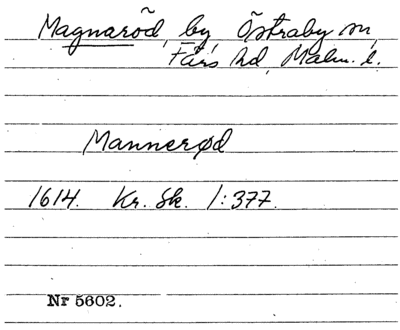 Magnaröd, by, Östraby sn,
Färs hd, Malm. l.
Mannerød
1614. Kr. Sk. 1:377.
Nr 5602.